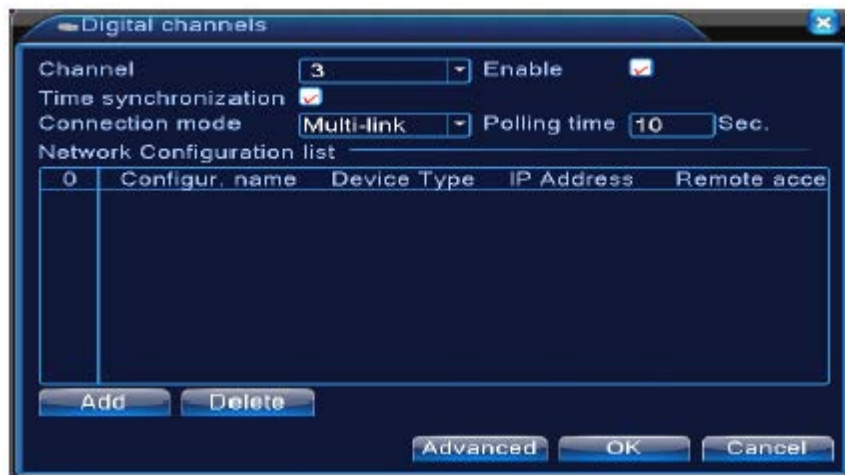 Digital channels
Channel 3 Enable
Time synchronization
Connection mode Multi-link Polling time 10 Sec.
Network Configuration list
0 Configur. name Device Type IP Address Remote acce
Add Delete
Advanced OK Cancel